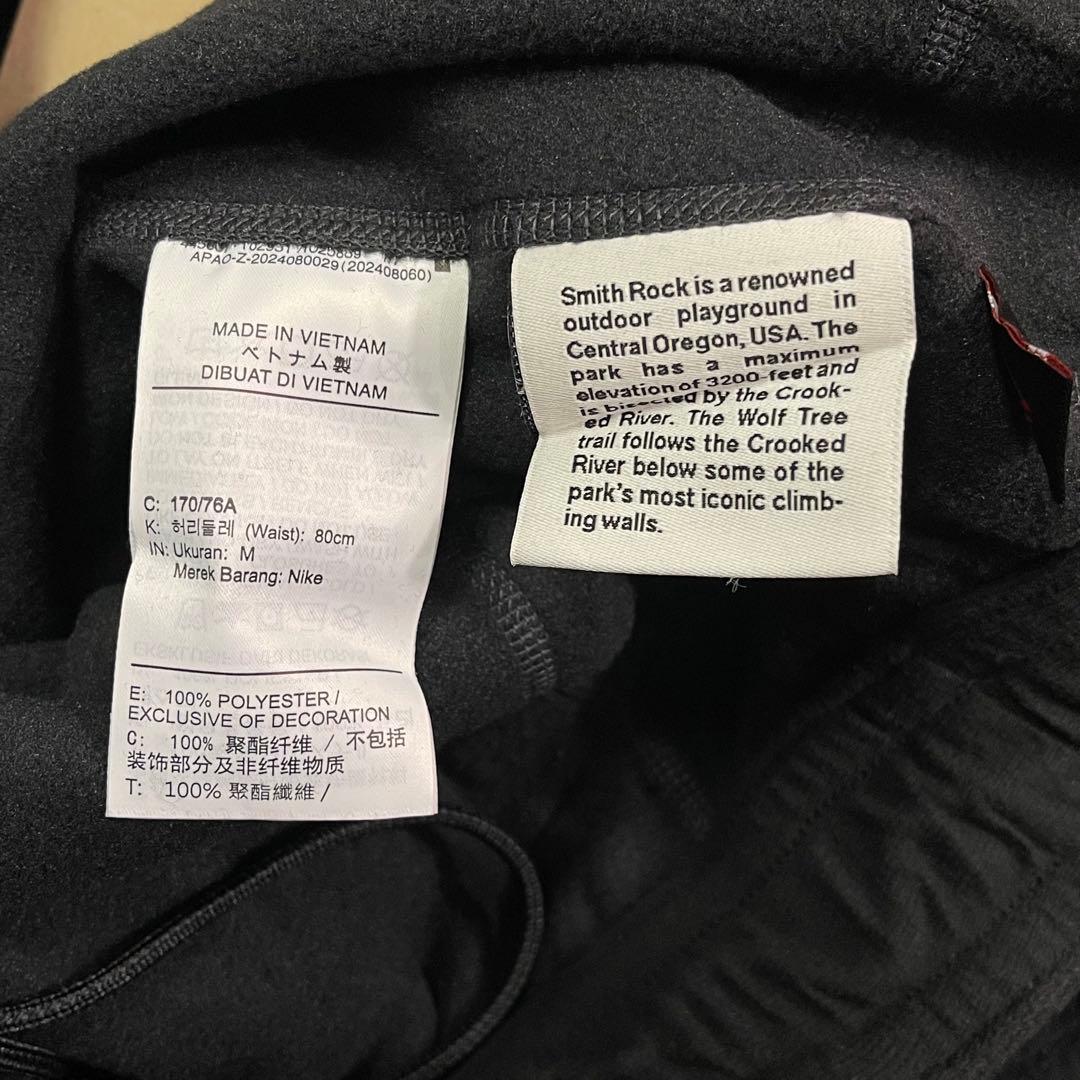 APAO-Z-2024080029(202408060)
MADE IN VIETNAM
ベトナム製
DIBUAT DI VIETNAM
C: 170/76A
K: 허리둘레 (Waist): 80cm
IN: Ukuran: M
Merek Barang: Nike
E: 100% POLYESTER /
EXCLUSIVE OF DECORATION
C: 100% 聚酯纤维 / 不包括
装饰部分及非纤维物质
T: 100% 聚酯纖維 /
Smith Rock is a renowned
outdoor playground in
Central Oregon, USA. The
park has a maximum
elevation of 3200-feet and
is bisected by the Crook-
ed River. The Wolf Tree
trail follows the Crooked
River below some of the
park's most iconic climb-
ing walls.